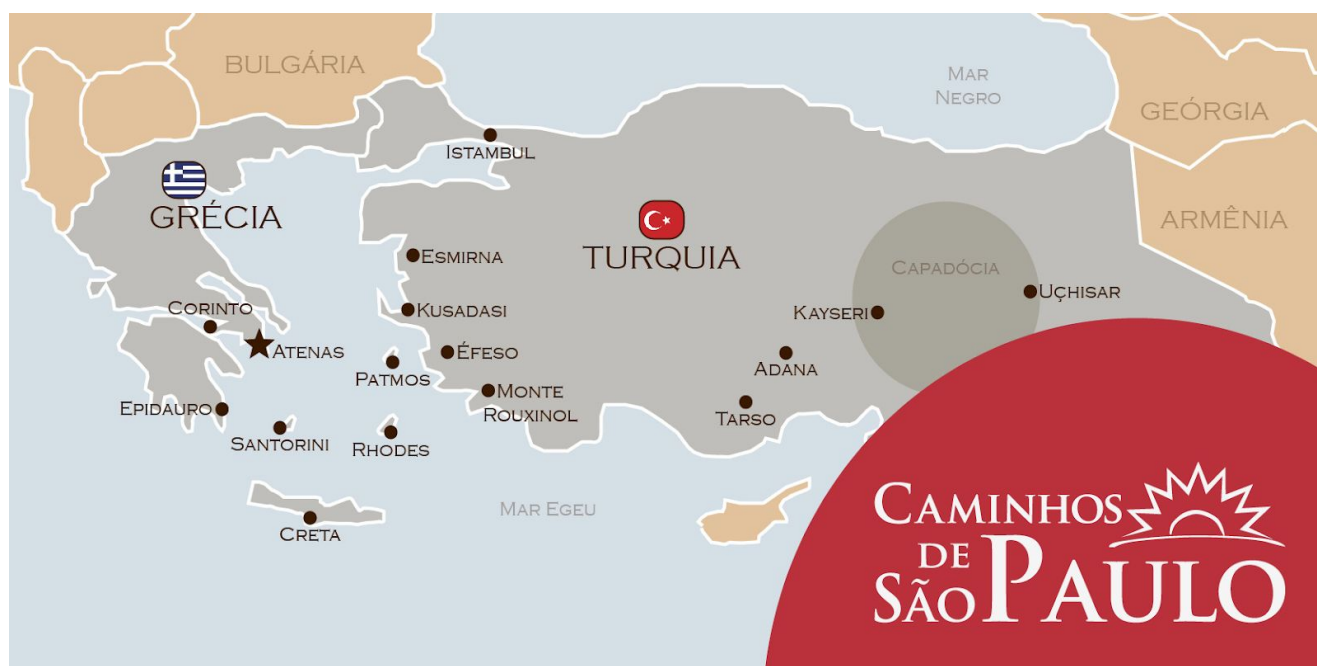 BULGÁRIA
MAR
NEGRO
GEÓRGIA
ISTAMBUL
GRÉCIA
ARMÊNIA
TURQUIA
ESMIRNA
CAPADÓCIA
UÇHISAR
CORINTO
KUSADASI
KAYSERI
ATENAS
ÉFESO
ADANA
PATMOS
MONTE
ROUXINOL
EPIDAURO
TARSO
SANTORINI
RHODES
MAR EGEU
CRETA
CAMINHOS
DE
SÃO PAULO